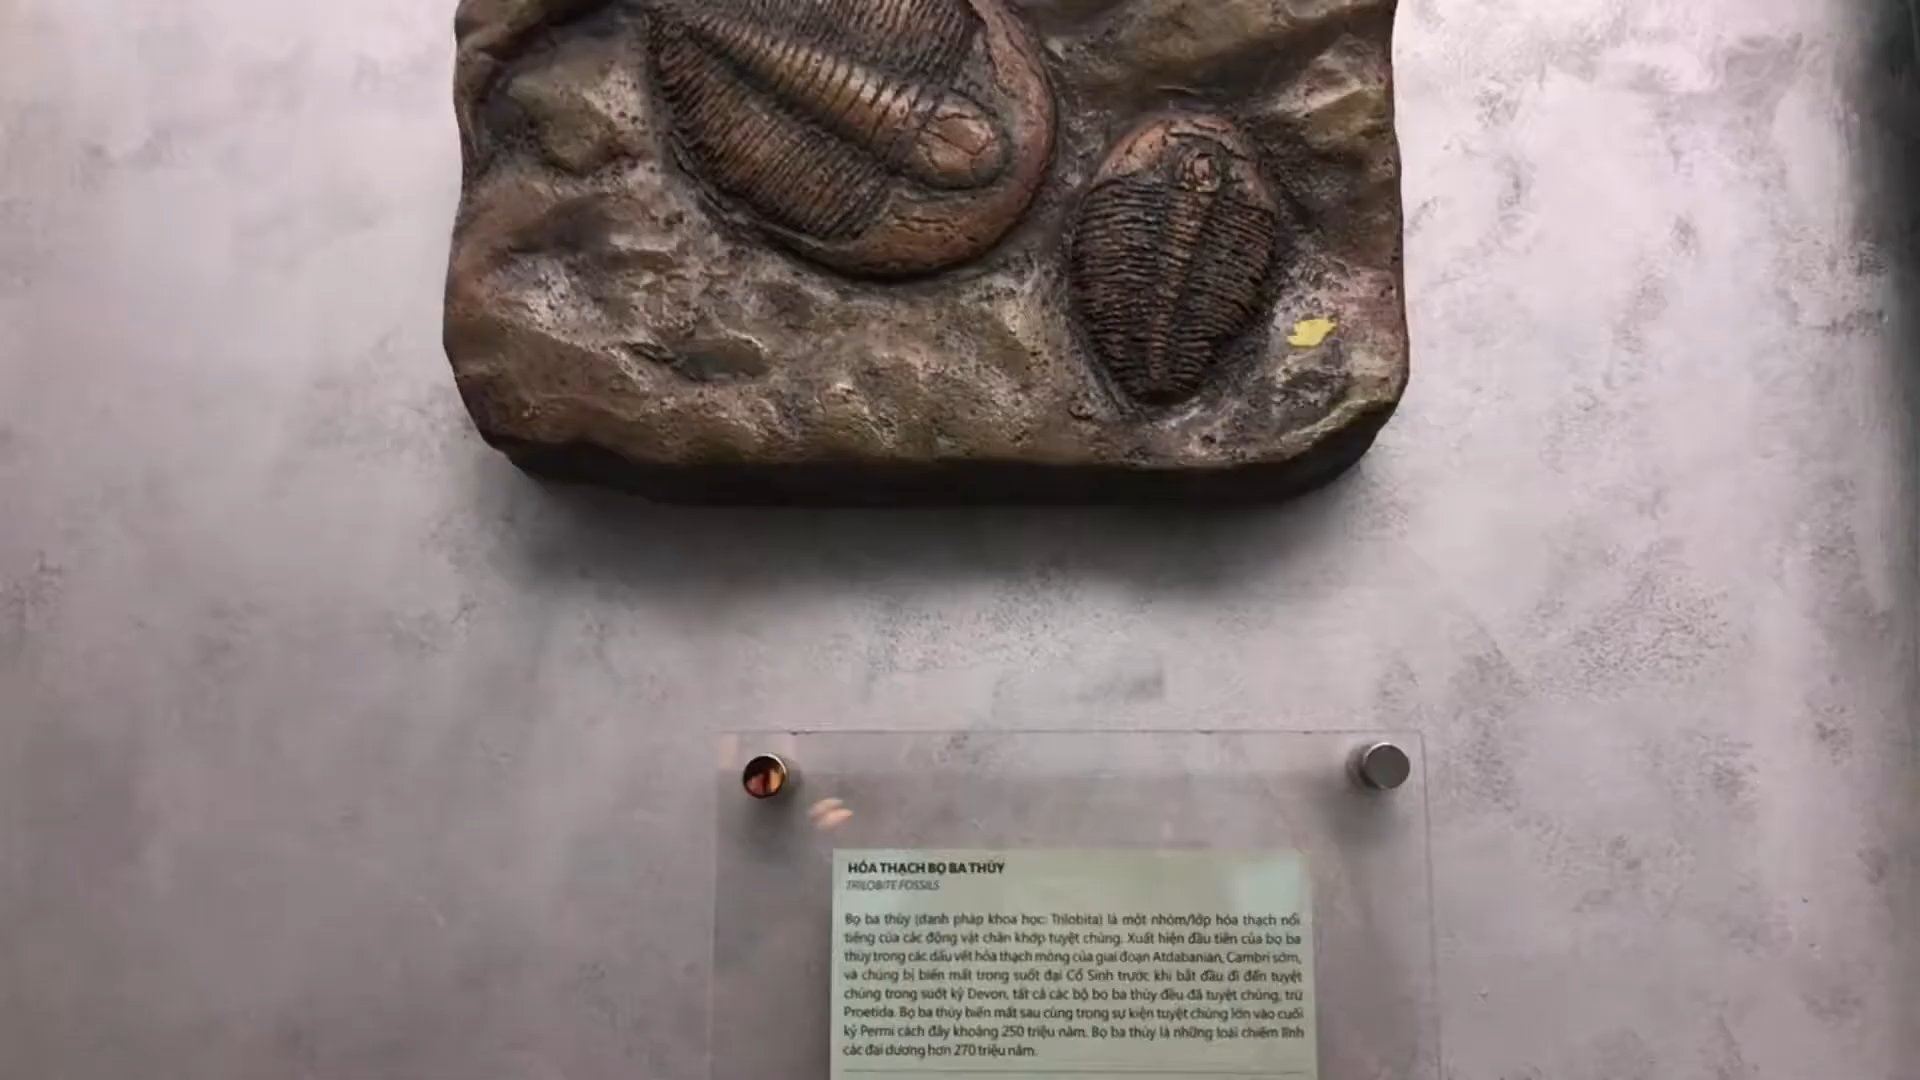 HÓA THẠCH BỌ BA THÙY
TRILOBITE FOSSILS
Bọ ba thùy (danh pháp khoa học: Trilobita) là một nhóm/lớp hóa thạch nổi
tiếng của các động vật chân khớp tuyệt chủng. Xuất hiện đầu tiên của bọ ba
thùy trong các dấu vết hóa thạch mỏng của giai đoạn Atdabanian, Cambri sớm,
và chúng bị biến mất trong suốt đại Cổ Sinh trước khi bắt đầu đi đến tuyệt
chủng trong suốt kỷ Devon, tất cả các bộ bọ ba thùy đều đã tuyệt chủng, trừ
Proetida. Bọ ba thùy biến mất sau cùng trong sự kiện tuyệt chủng lớn vào cuối
kỷ Permi cách đây khoảng 250 triệu năm. Bọ ba thùy là những loài chiếm lĩnh
các đại dương hơn 270 triệu năm.